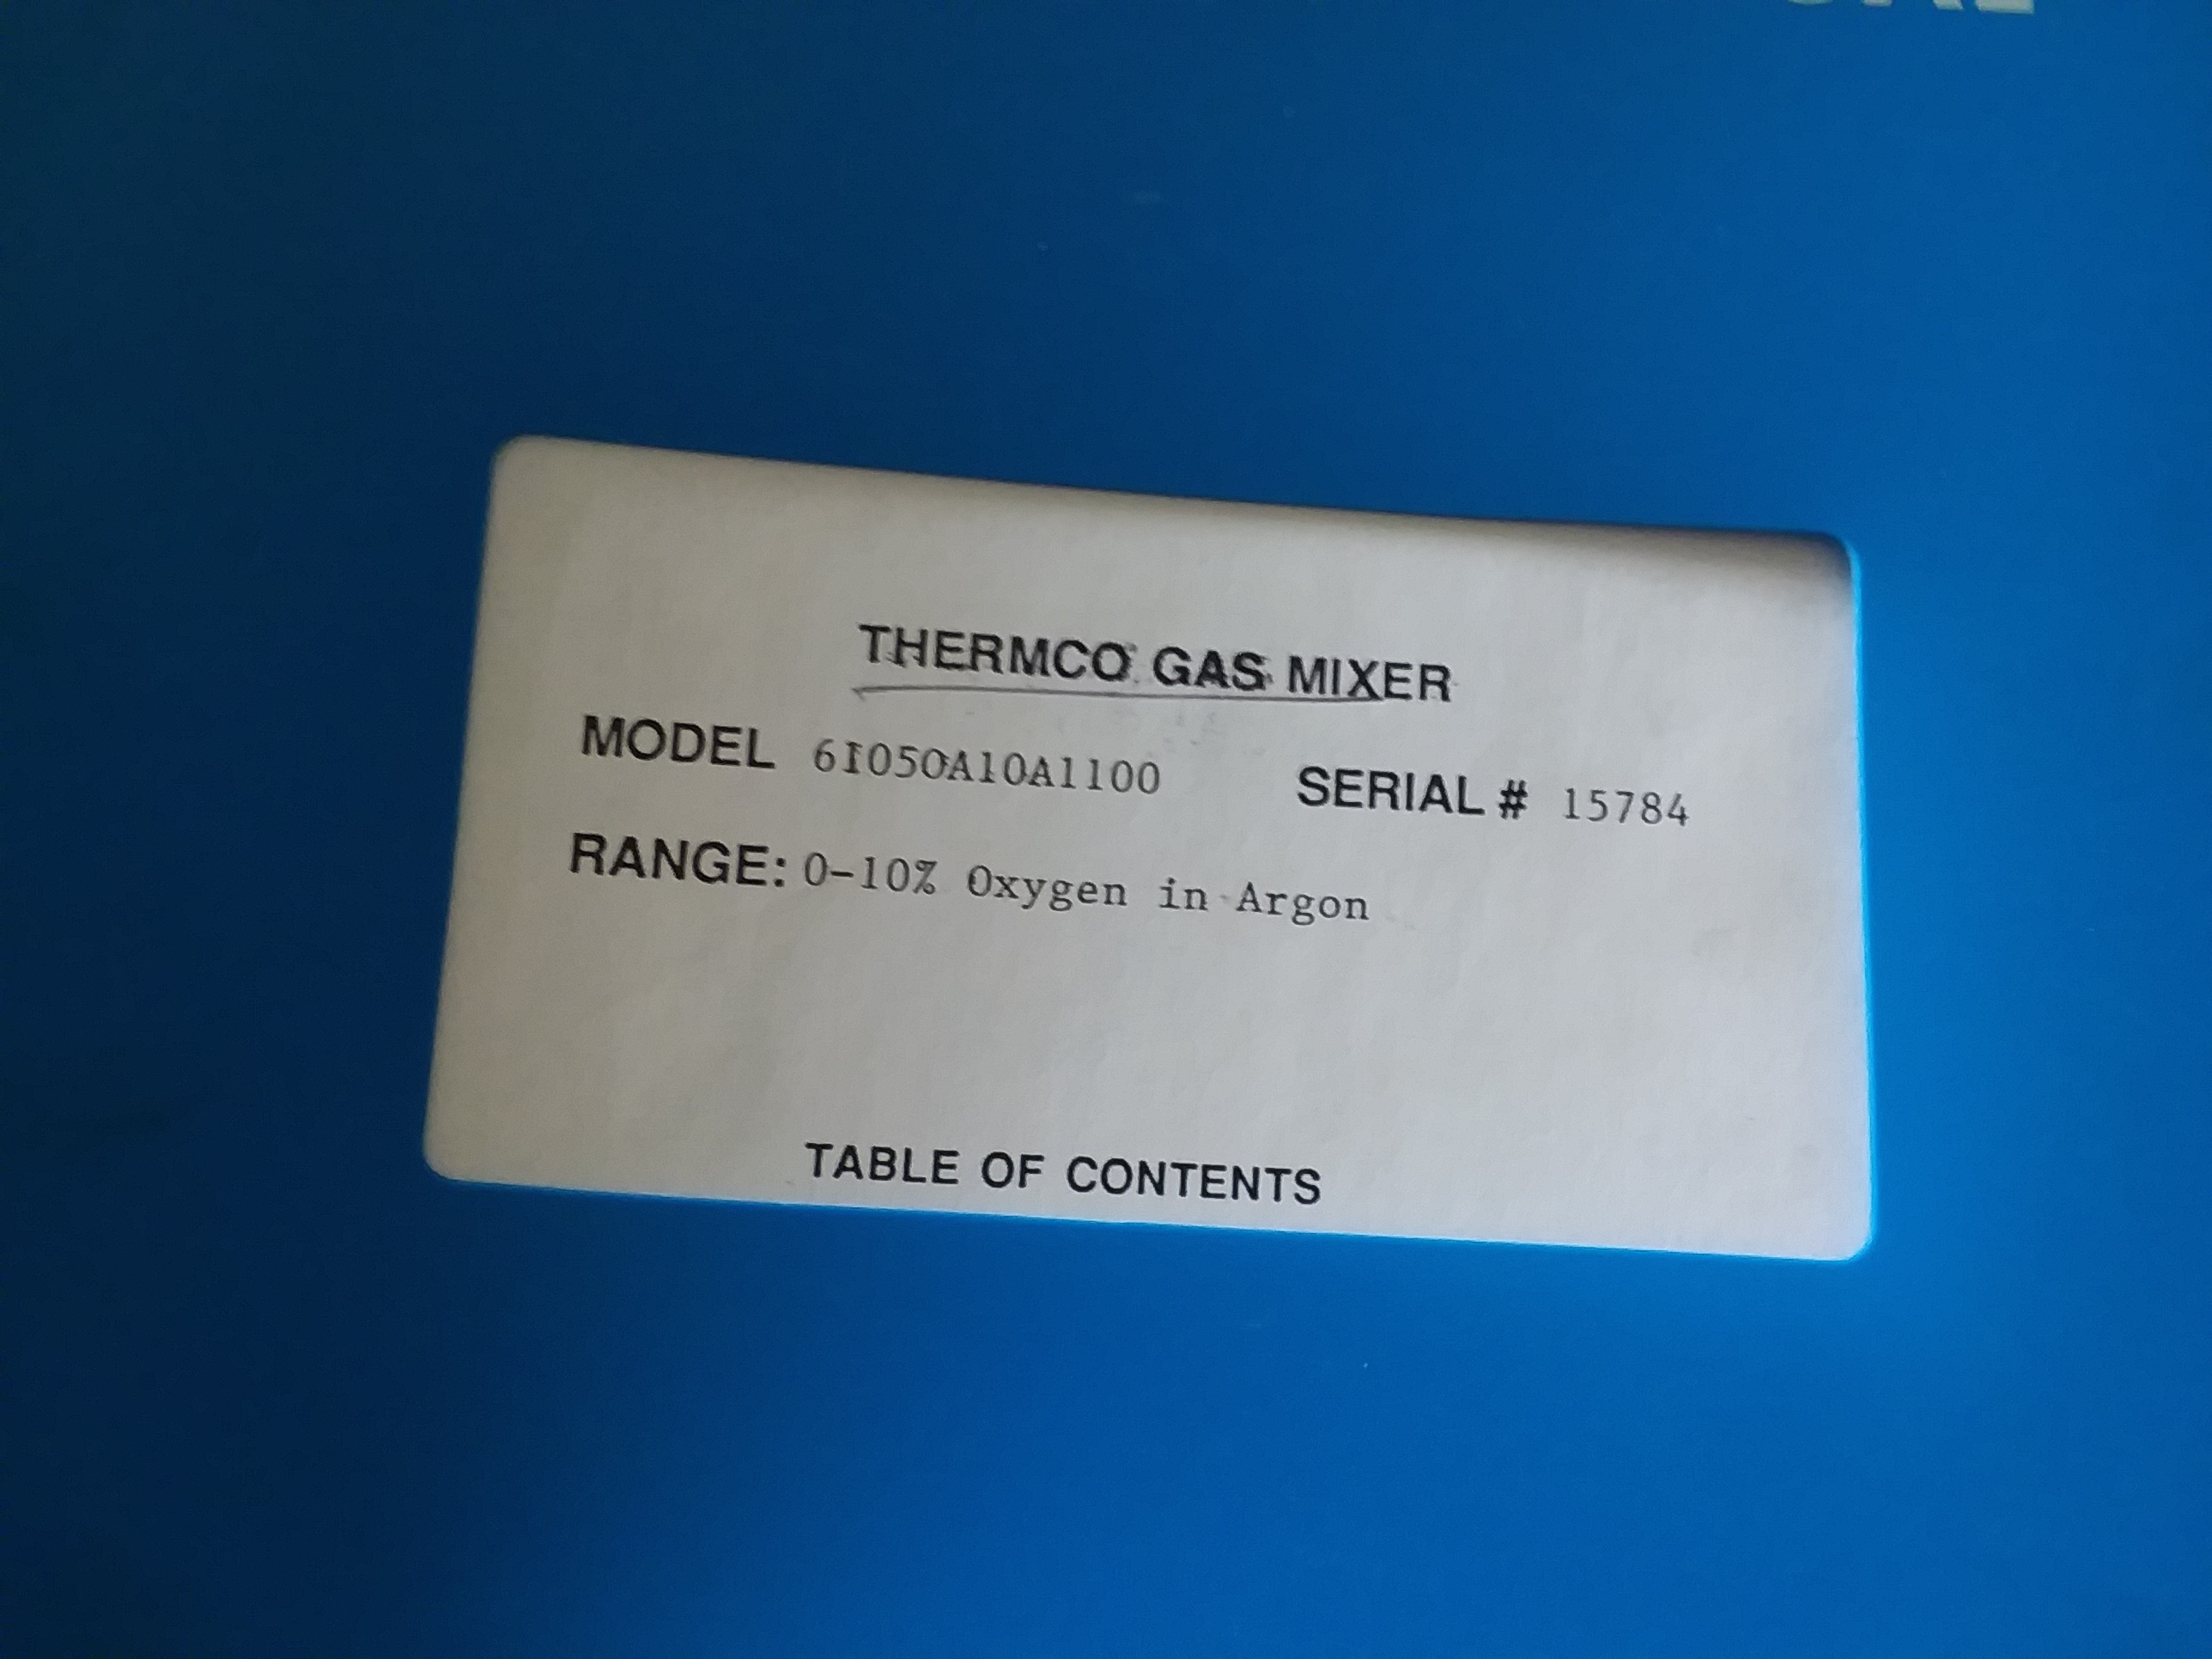 THERMCO GAS MIXER
MODEL 6I050A10A1100 SERIAL # 15784
RANGE: 0-10% Oxygen in Argon
TABLE OF CONTENTS